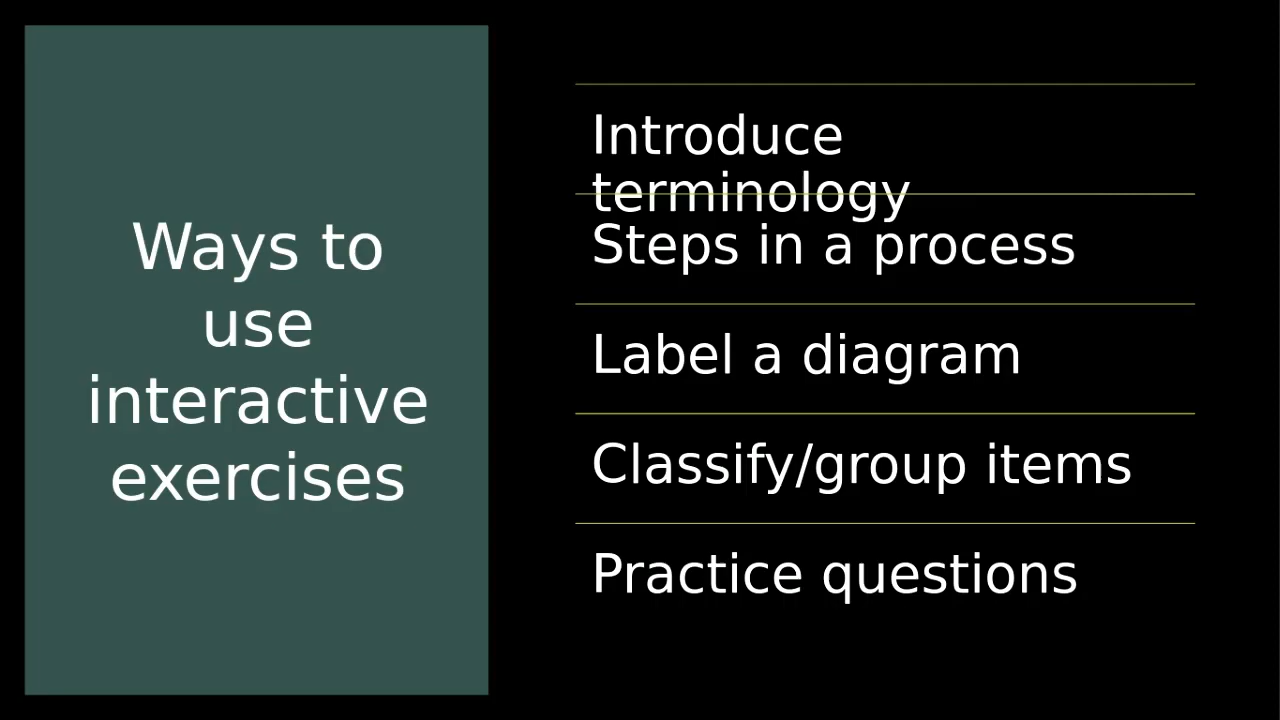 Ways to
use
interactive
exercises
Introduce
terminology
Steps in a process
Label a diagram
Classify/group items
Practice questions